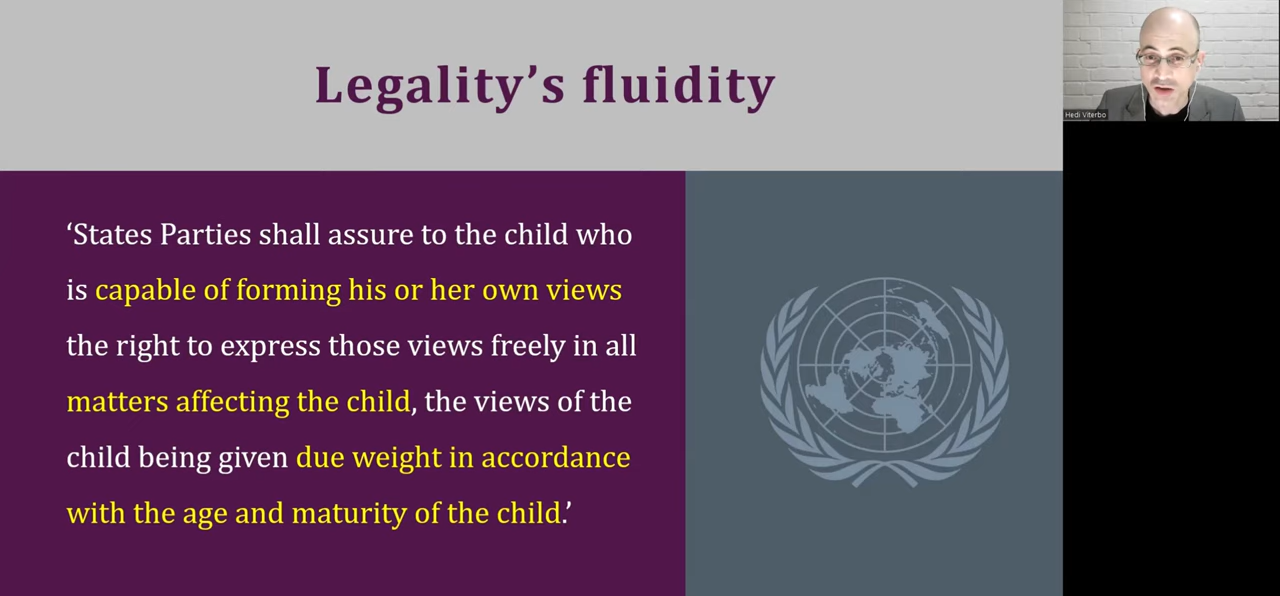 Legality’s fluidity
Hedi Viterbo
‘States Parties shall assure to the child who
is capable of forming his or her own views
the right to express those views freely in all
matters affecting the child, the views of the
child being given due weight in accordance
with the age and maturity of the child.’